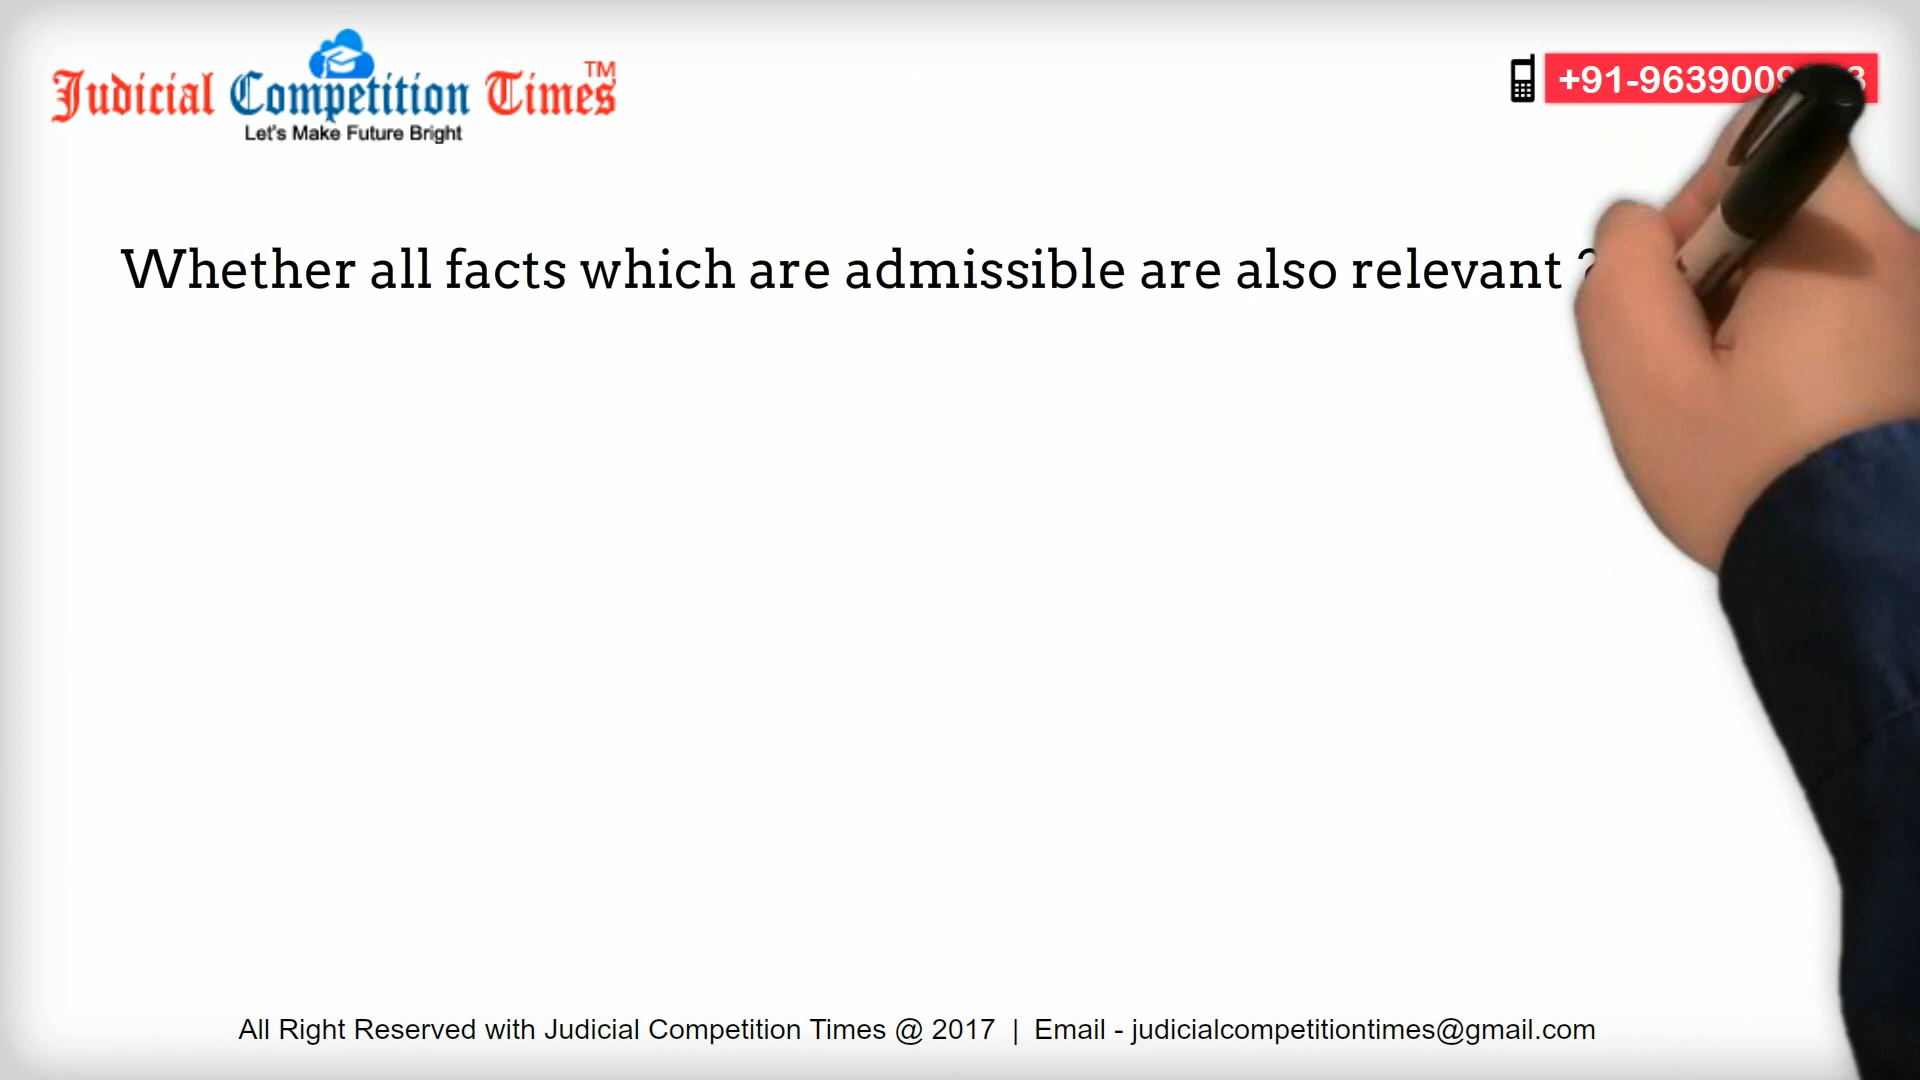 Judicial Competition Times TM
Let's Make Future Bright
Whether all facts which are admissible are also relevant ?
All Right Reserved with Judicial Competition Times @ 2017 | Email - judicialcompetitiontimes@gmail.com